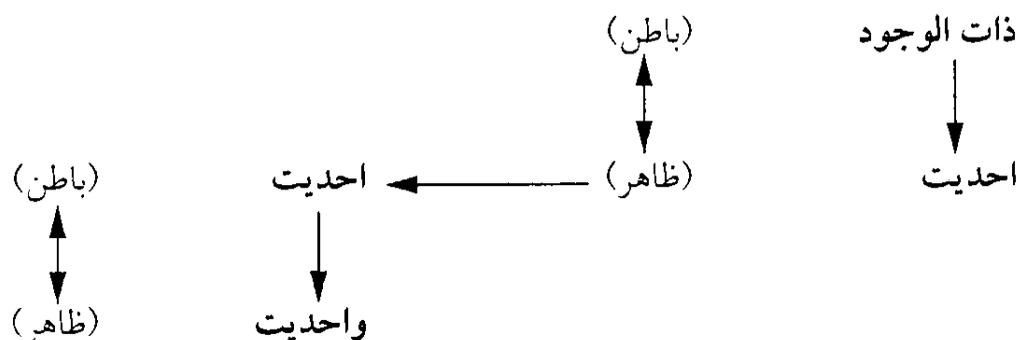 ذات الوجود (باطن)
احدیت (ظاهر) احدیت (باطن)
واحدیت (ظاهر)